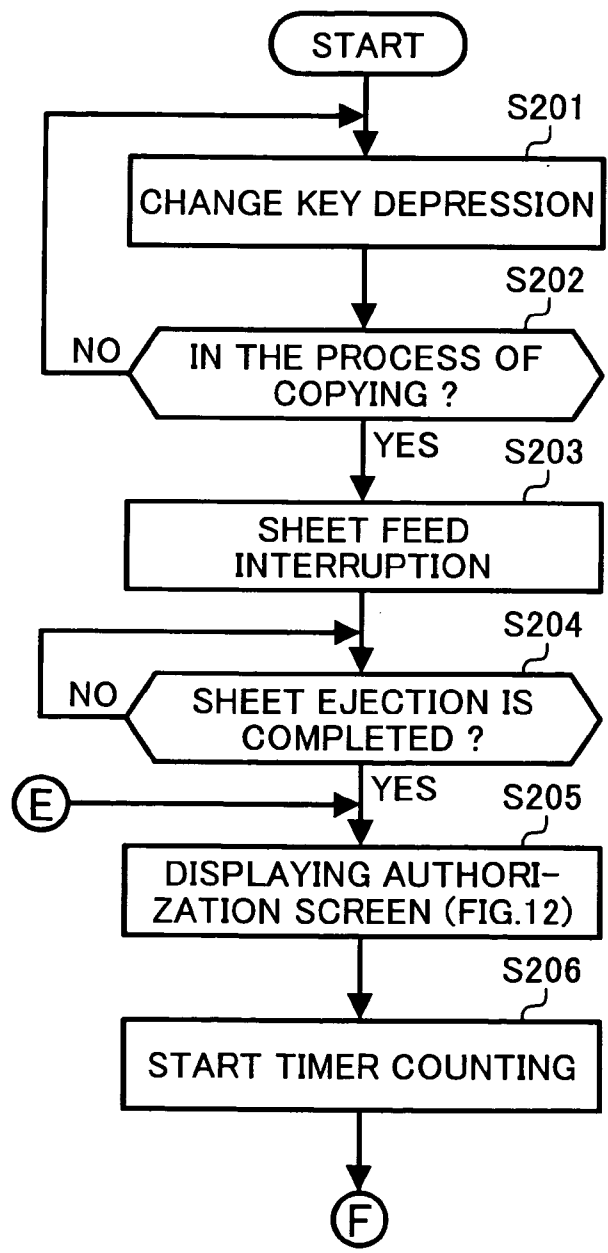 START
S201
CHANGE KEY DEPRESSION
S202
NO
IN THE PROCESS OF
COPYING ?
YES
S203
SHEET FEED
INTERRUPTION
S204
NO
SHEET EJECTION IS
COMPLETED ?
YES
E
S205
DISPLAYING AUTHORI-
ZATION SCREEN (FIG.12)
S206
START TIMER COUNTING
F